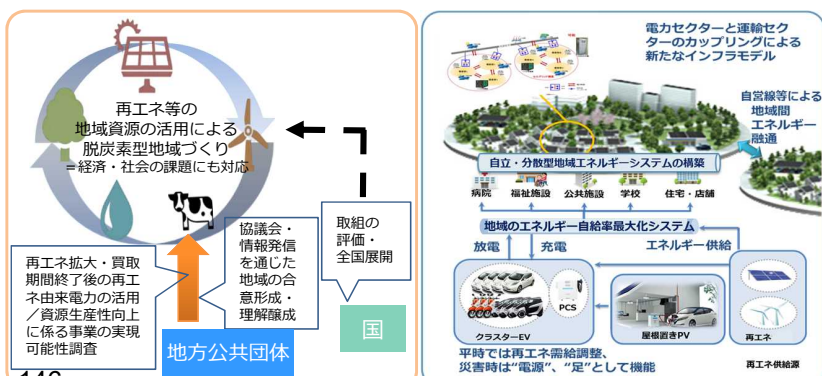 再エネ等の
地域資源の活用による
脱炭素型地域づくり
=経済・社会の課題にも対応
再エネ拡大・買取
期間終了後の再エ
ネ由来電力の活用
／資源生産性向上
に係る事業の実現
可能性調査
協議会・
情報発信
を通じた
地域の合
意形成・
理解醸成
取組の
評価・
全国展開
地方公共団体
国
電力セクターと運輸セク
ターのカップリングによる
新たなインフラモデル
自営線等による
地域間
エネルギー
融通
自立・分散型地域エネルギーシステムの構築
病院
福祉施設
公共施設
学校
住宅・店舗
地域のエネルギー自給率最大化システム
放電
充電
エネルギー供給
PCS
クラスターEV
屋根置きPV
再エネ
平時では再エネ需給調整、
災害時は“電源”、“足”として機能
再エネ供給源